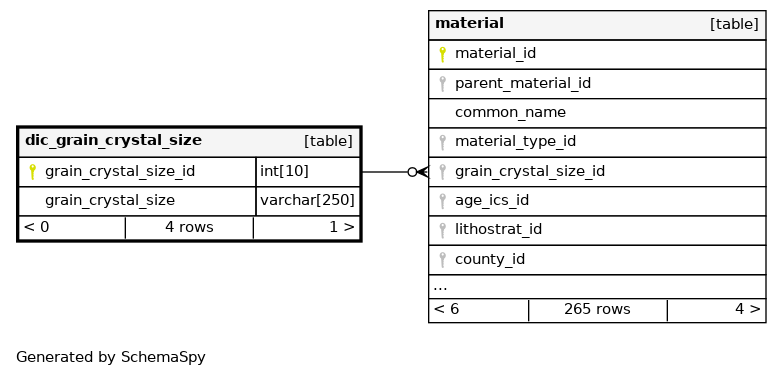 dic_grain_crystal_size [table]
grain_crystal_size_id int[10]
grain_crystal_size varchar[250]
< 0 4 rows 1 >
material [table]
material_id
parent_material_id
common_name
material_type_id
grain_crystal_size_id
age_ics_id
lithostrat_id
county_id
...
< 6 265 rows 4 >
Generated by SchemaSpy